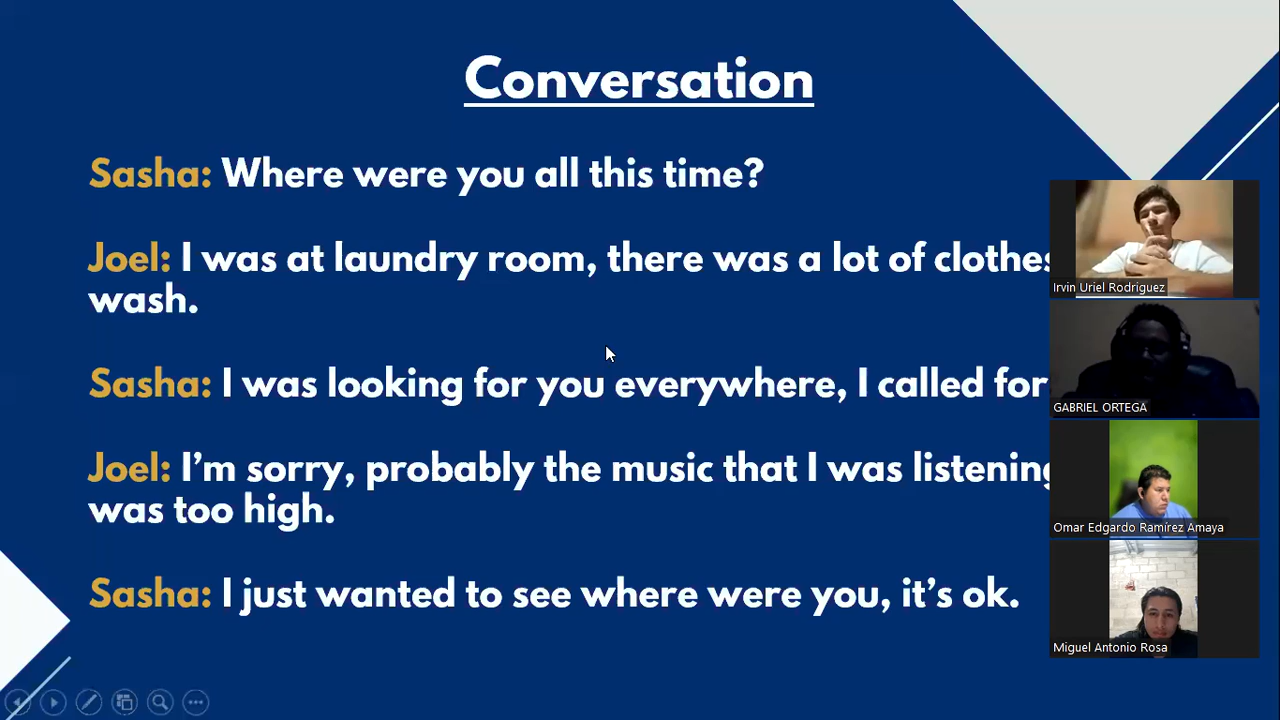 Conversation
Sasha: Where were you all this time?
Joel: I was at laundry room, there was a lot of clothes
wash.
Sasha: I was looking for you everywhere, I called for
Joel: I'm sorry, probably the music that I was listening
was too high.
Sasha: I just wanted to see where were you, it's ok.
Irvin Uriel Rodriguez
GABRIEL ORTEGA
Omar Edgardo Ramírez Amaya
Miguel Antonio Rosa